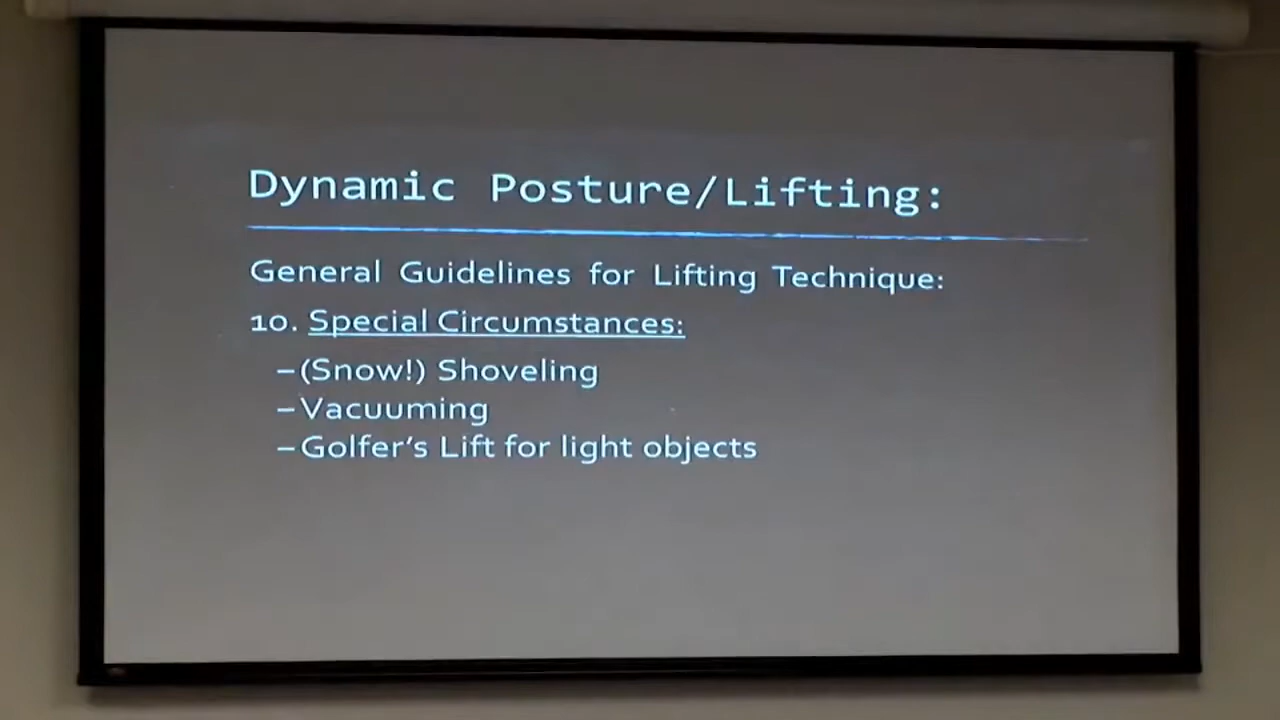 Dynamic Posture/Lifting:
General Guidelines for Lifting Technique:
10. Special Circumstances:
–(Snow!) Shoveling
–Vacuuming
–Golfer’s Lift for light objects